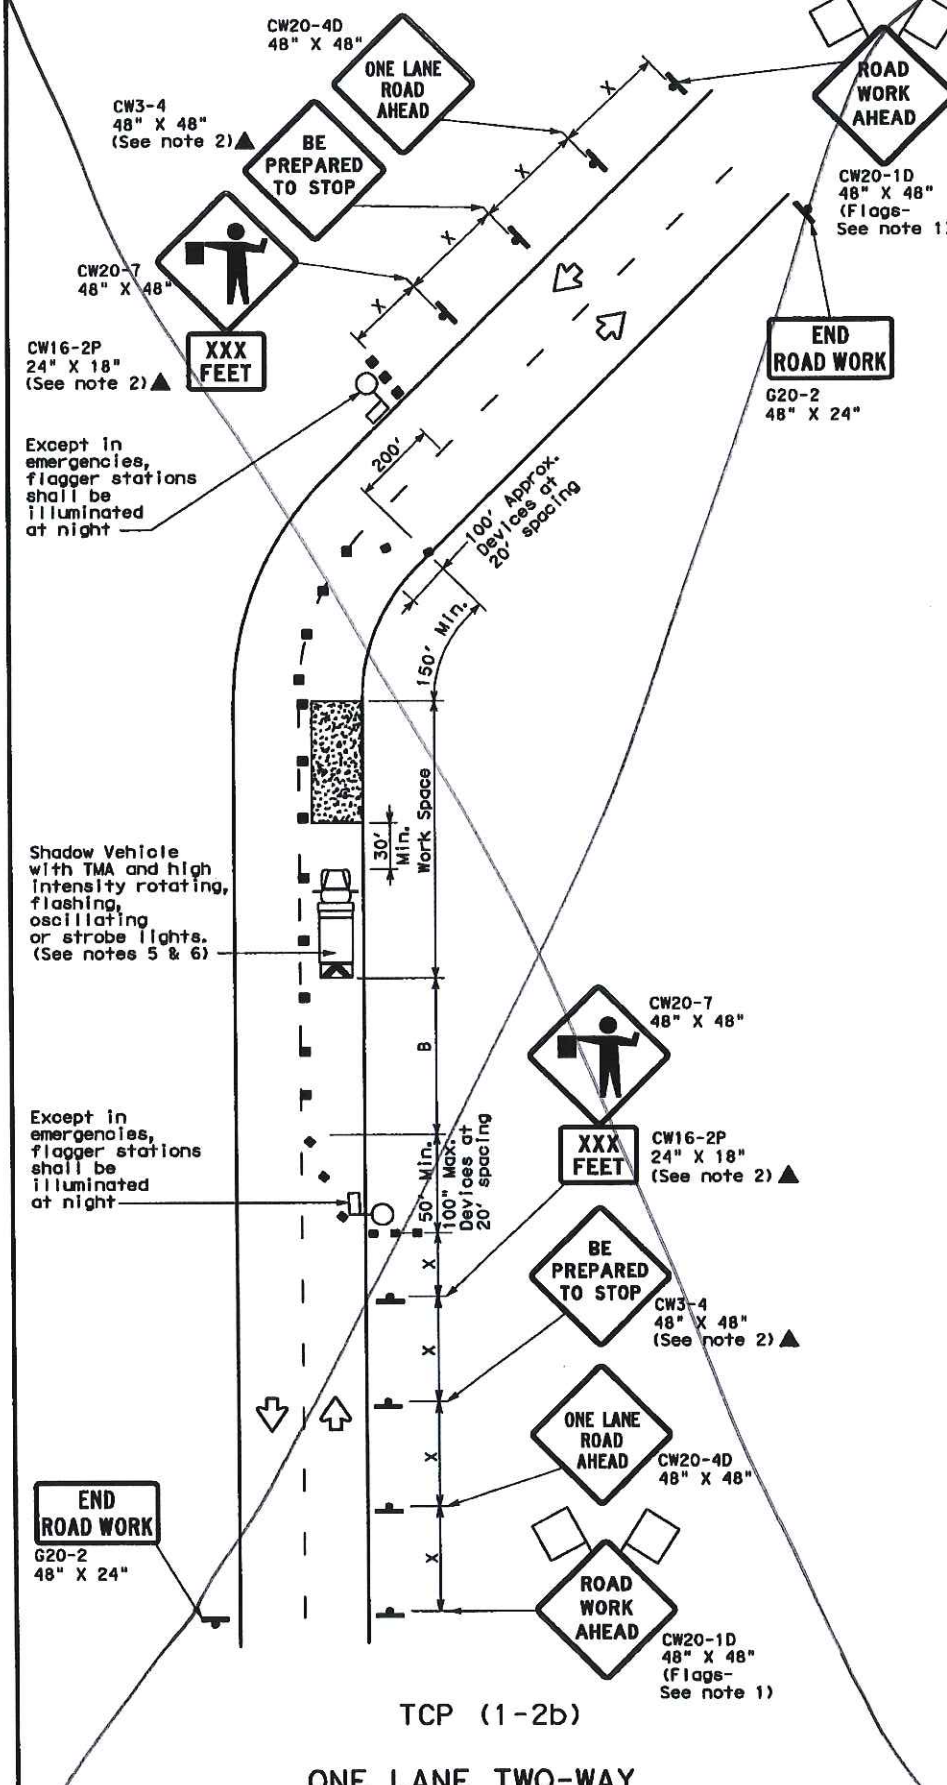 CW20-4D
48" X 48"
ONE LANE
ROAD
AHEAD
ROAD
WORK
AHEAD
CW3-4
48" X 48"
(See note 2)▲
BE
PREPARED
TO STOP
X
X
X
X
CW20-1D
48" X 48"
(Flags-
See note 1)
CW20-7
48" X 48"
CW16-2P
24" X 18"
(See note 2)▲
XXX
FEET
END
ROAD WORK
G20-2
48" X 24"
Except in
emergencies,
flagger stations
shall be
illuminated
at night
200'
100' Approx.
Devices at
20' spacing
150' Min.
Work Space
30'
Min.
Shadow Vehicle
with TMA and high
intensity rotating,
flashing,
oscillating
or strobe lights.
(See notes 5 & 6)
B
CW20-7
48" X 48"
XXX
FEET
CW16-2P
24" X 18"
(See note 2)▲
Except in
emergencies,
flagger stations
shall be
illuminated
at night
50' Min.
100" Max.
Devices at
20' spacing
X
X
X
X
BE
PREPARED
TO STOP
CW3-4
48" X 48"
(See note 2)▲
ONE LANE
ROAD
AHEAD
CW20-4D
48" X 48"
END
ROAD WORK
G20-2
48" X 24"
ROAD
WORK
AHEAD
CW20-1D
48" X 48"
(Flags-
See note 1)
TCP (1-2b)
ONE LANE TWO-WAY